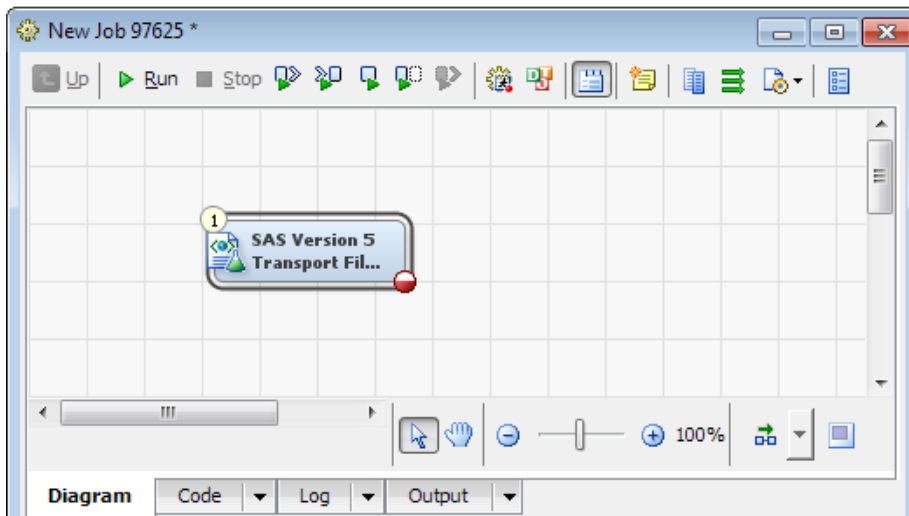 New Job 97625 *
Up Run Stop
1
SAS Version 5
Transport Fil...
100%
Diagram Code Log Output